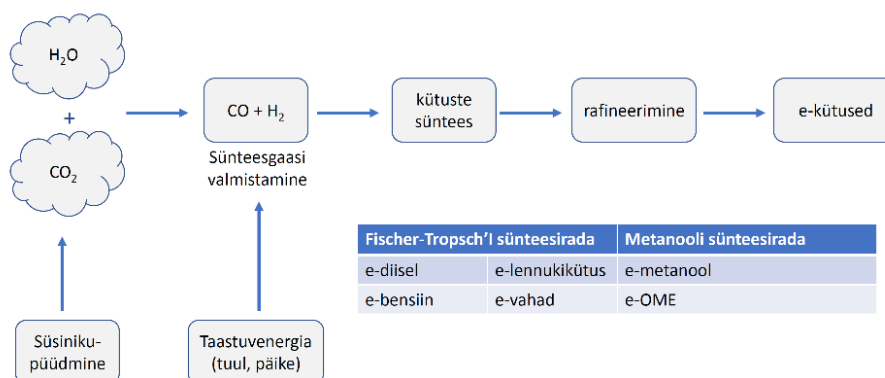 H₂O
+
CO₂
CO + H₂
Sünteesgaasi
valmistamine
kütuste
süntees
rafineerimine
e-kütused
Fischer-Tropsch’I sünteesirada Metanooli sünteesirada
e-diisel e-lennukikütus e-metanool
e-bensiin e-vahad e-OME
Süsiniku-
püüdmine
Taastuvenergia
(tuul, päike)